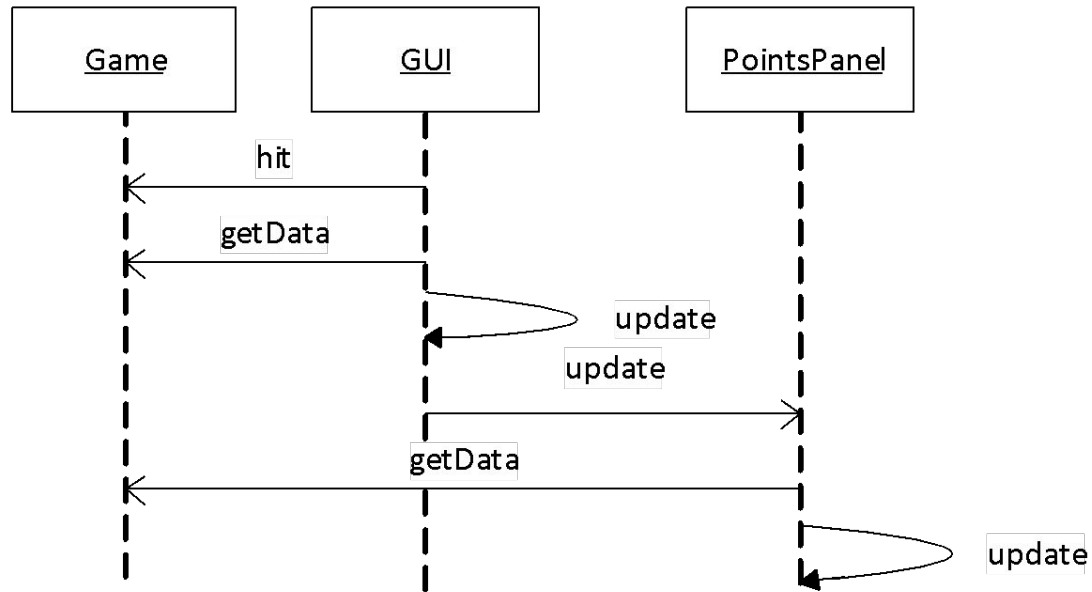 Game
GUI
PointsPanel
hit
getData
update
update
getData
update